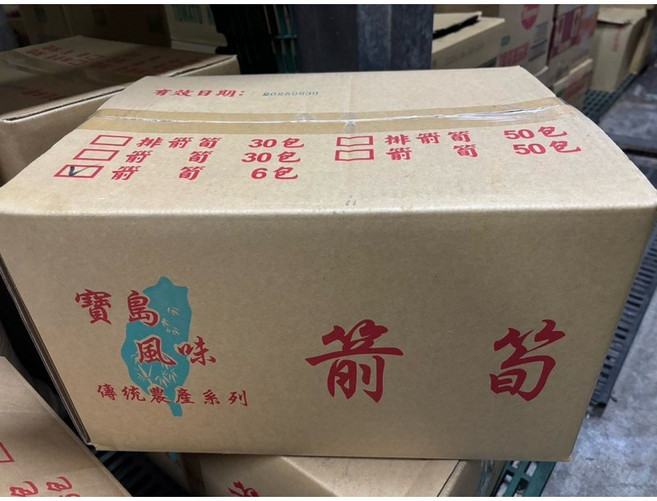 有效日期:
排箭筍 30包
排箭筍 50包
箭筍 30包
箭筍 50包
箭筍 6包
寶島
風味
傳統農產系列
箭筍